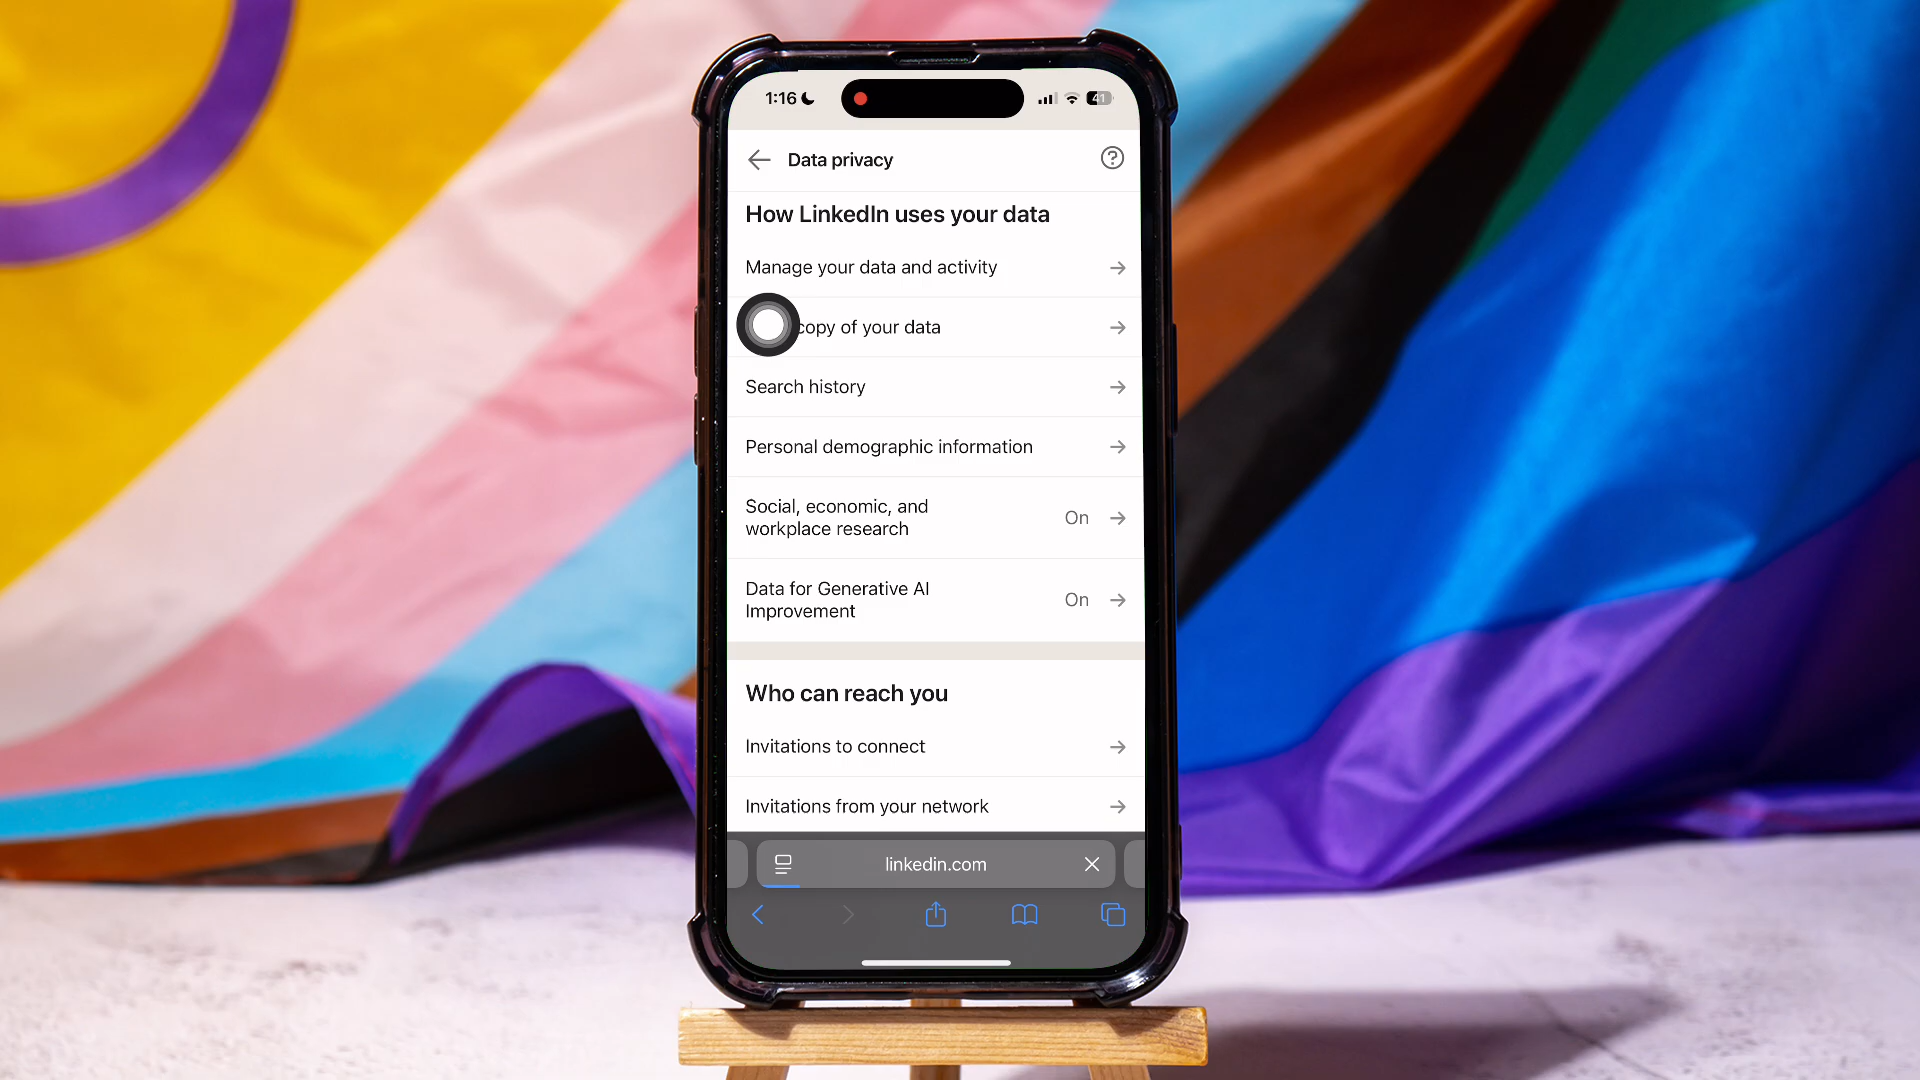 1:16
41
Data privacy
How LinkedIn uses your data
Manage your data and activity
copy of your data
Search history
Personal demographic information
Social, economic, and
workplace research
On
Data for Generative AI
Improvement
On
Who can reach you
Invitations to connect
Invitations from your network
linkedin.com